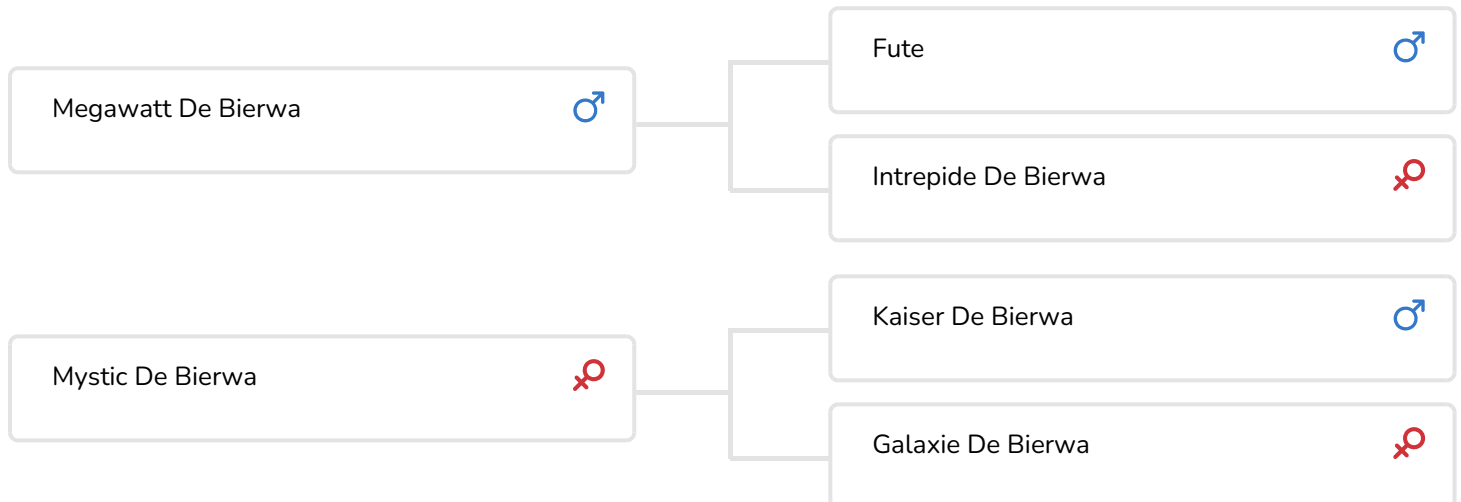 Megawatt De Bierwa
Fute
Intrepide De Bierwa
Mystic De Bierwa
Kaiser De Bierwa
Galaxie De Bierwa